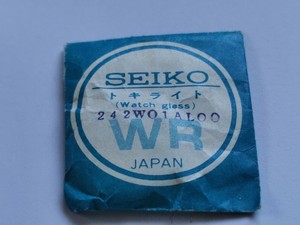 SEIKO
トキライト
(Watch glass)
242W01AL00
WR
JAPAN